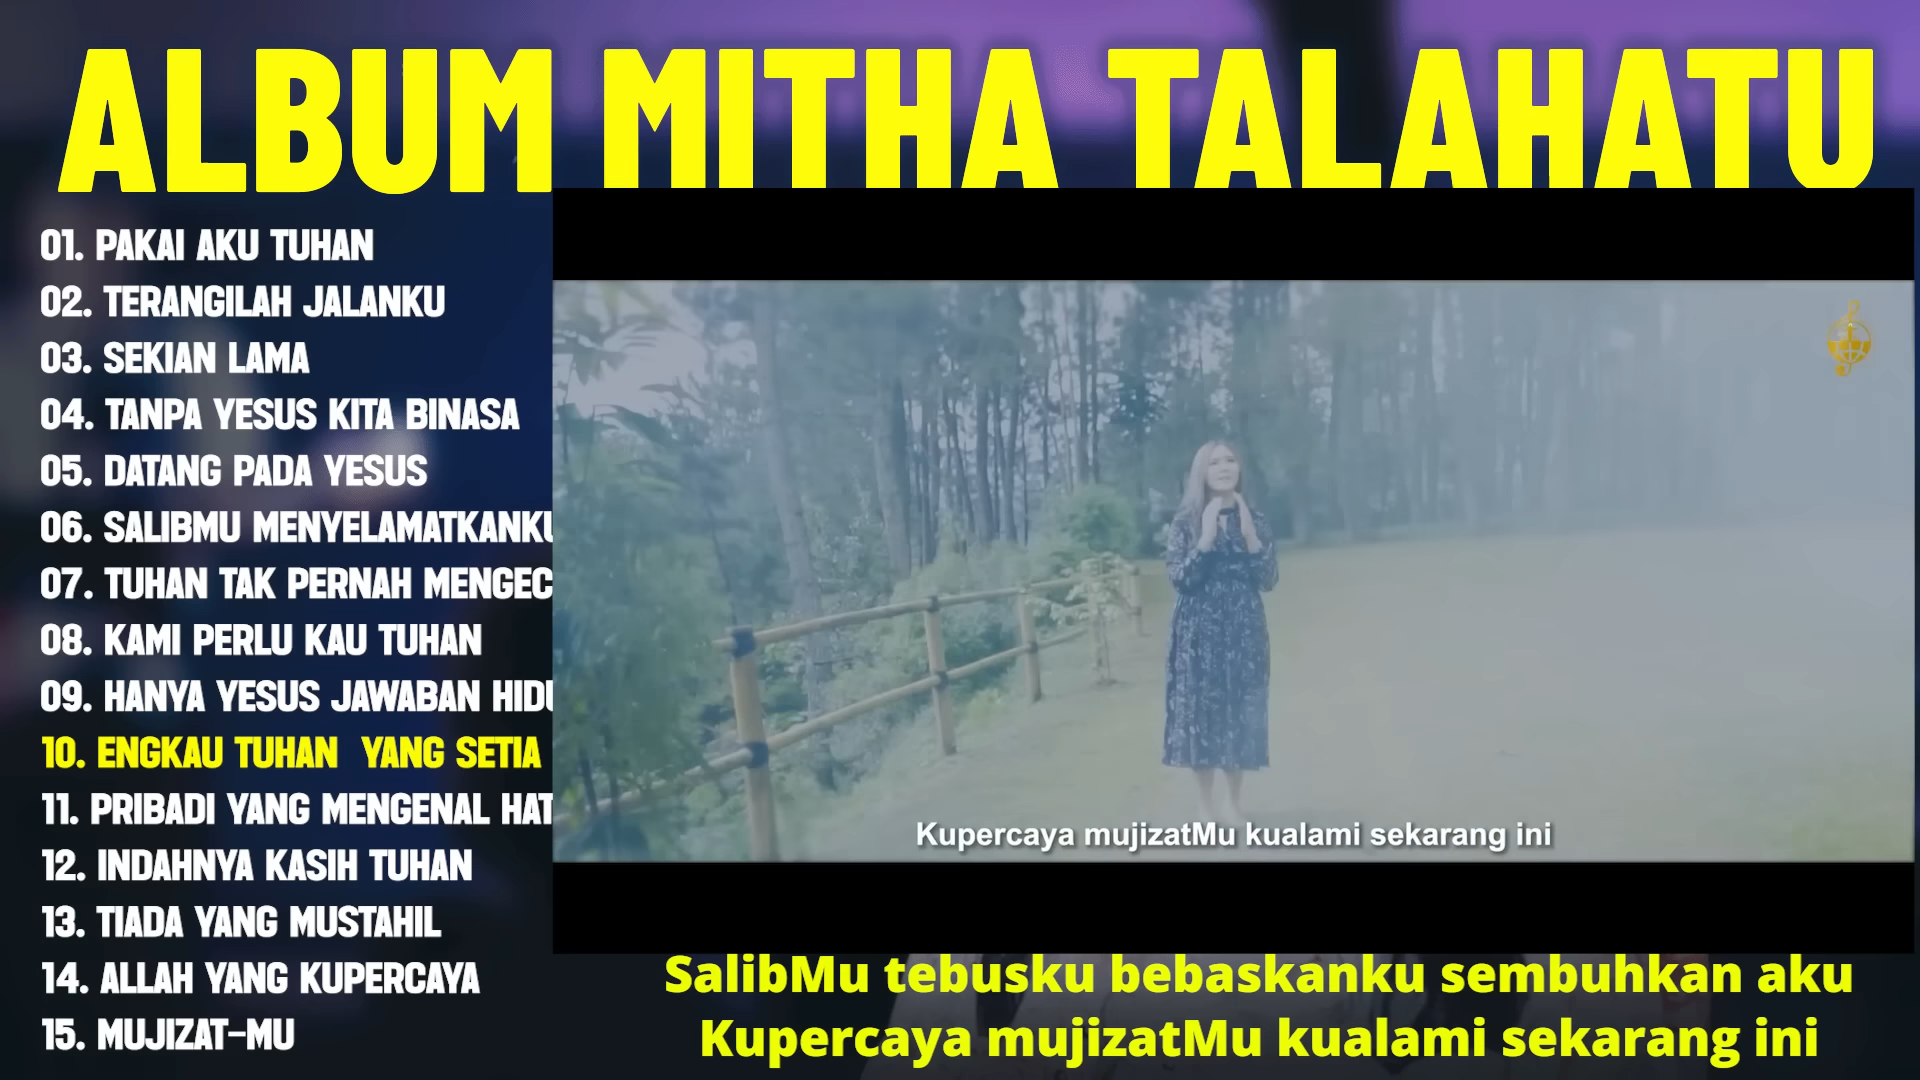 ALBUM MITHA TALAHATU
01. PAKAI AKU TUHAN
02. TERANGILAH JALANKU
03. SEKIAN LAMA
04. TANPA YESUS KITA BINASA
05. DATANG PADA YESUS
06. SALIBMU MENYELAMATKANKU
07. TUHAN TAK PERNAH MENGEC
08. KAMI PERLU KAU TUHAN
09. HANYA YESUS JAWABAN HIDU
10. ENGKAU TUHAN YANG SETIA
11. PRIBADI YANG MENGENAL HAT
12. INDAHNYA KASIH TUHAN
13. TIADA YANG MUSTAHIL
14. ALLAH YANG KUPERCAYA
15. MUJIZAT-MU
Kupercaya mujizatMu kualami sekarang ini
SalibMu tebusku bebaskanku sembuhkan aku
Kupercaya mujizatMu kualami sekarang ini